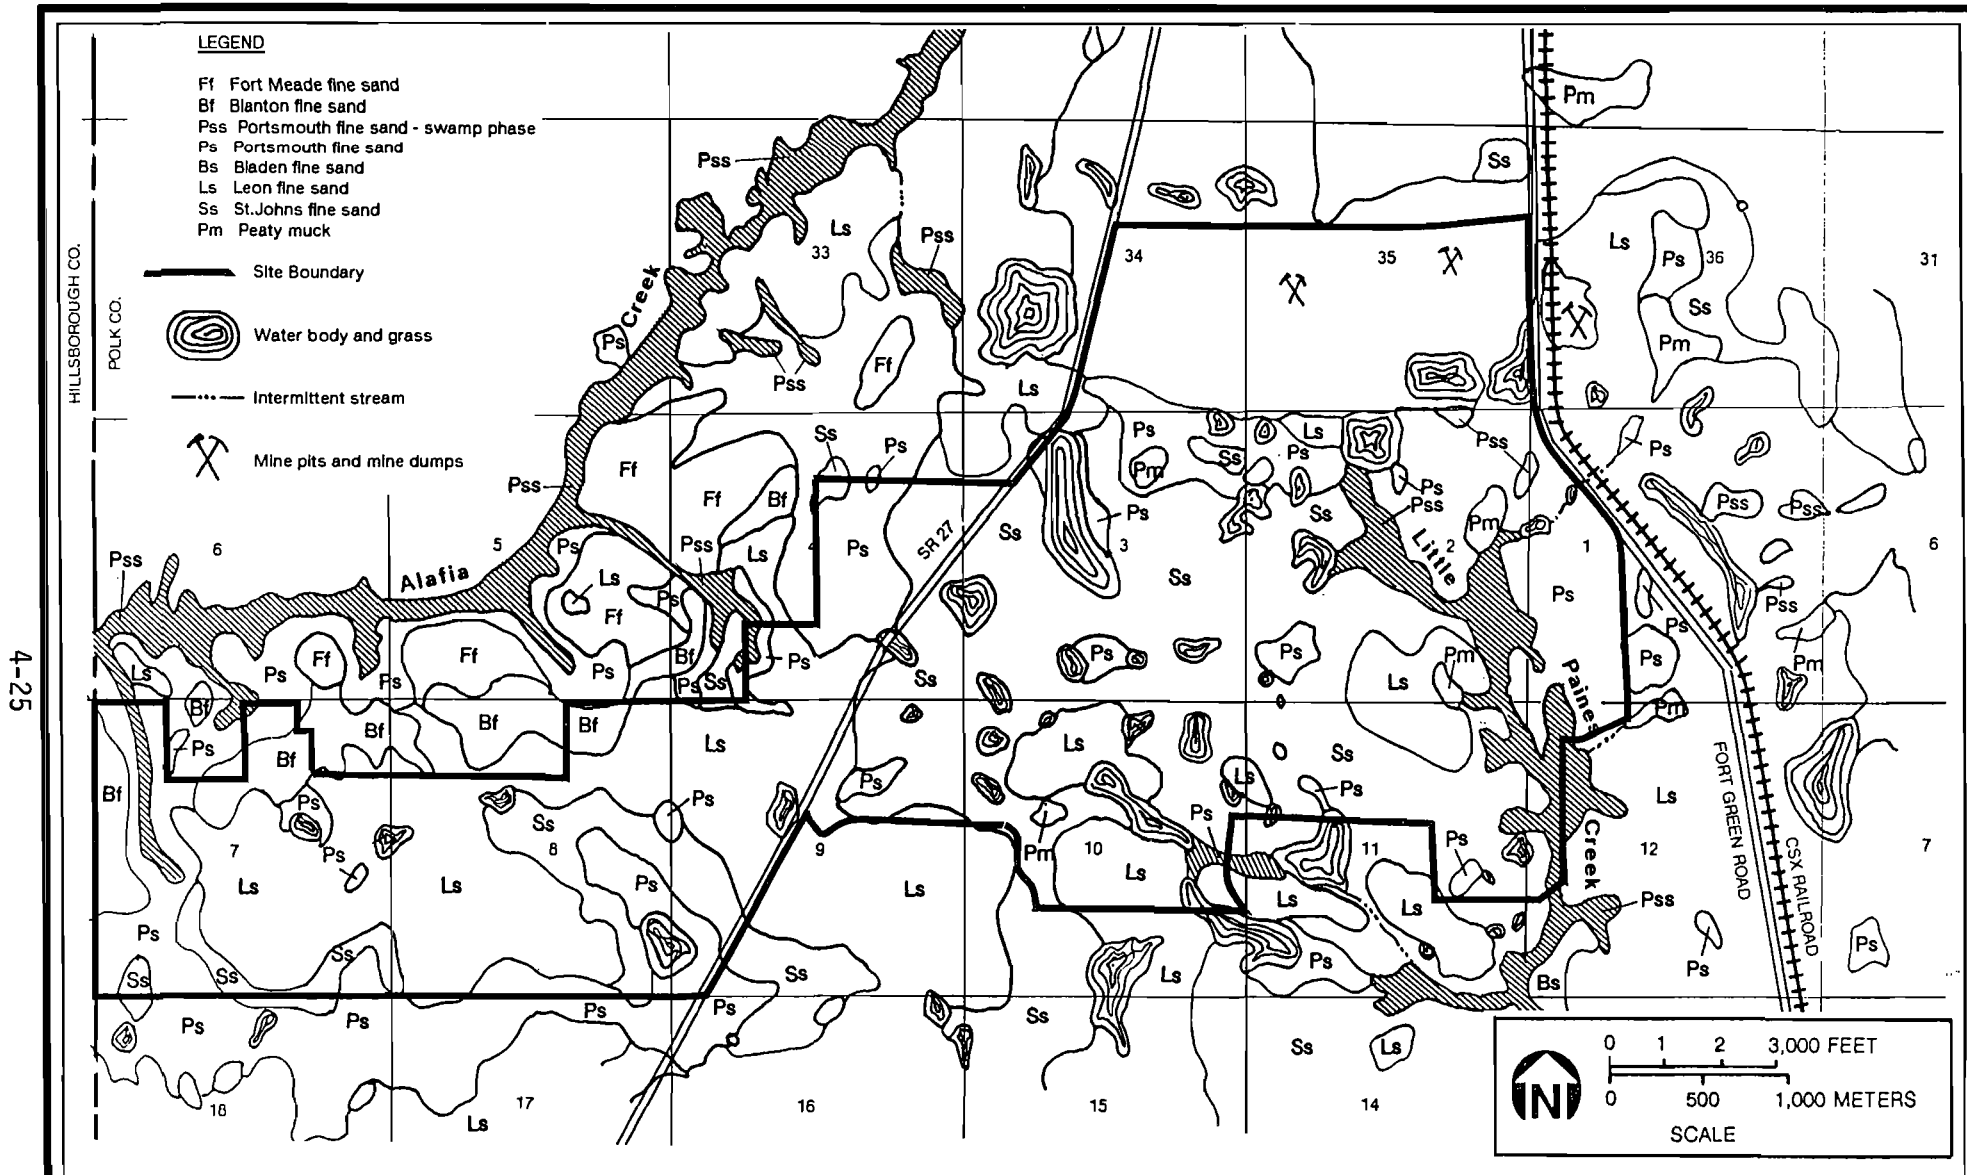 LEGEND
Ff Fort Meade fine sand
Bf Blanton fine sand
Pss Portsmouth fine sand - swamp phase
Ps Portsmouth fine sand
Bs Bladen fine sand
Ls Leon fine sand
Ss St.Johns fine sand
Pm Peaty muck
Site Boundary
Water body and grass
Intermittent stream
Mine pits and mine dumps
HILLSBOROUGH CO.
POLK CO.
4-25
Pm
Pss
Ss
Ls
33
Pss
34
35
Ls
Ps
36
31
Creek
Ss
Ps
Pm
Ff
Pss
Ls
Ss
Ps
Ps
Ls
Pss
Ps
Ff
Ss
Ps
Pm
Ps
Pss
Ff
Bf
Pss
Pss
Pss
Ps
Ss
Pm
6
5
Ps
Pss
Ls
4
Ps
SR 27
Ss
3
Little
2
1
6
Pss
Alafia
Ls
Ss
Ps
Ff
Ps
Pss
Ps
Ls
Ps
Ff
Ff
Ps
Ps
Bf
Ps
Ss
Ps
Ss
Ps
Ps
Ls
Pm
Paines
Ps
Pm
Bf
Bf
Bf
Bf
Pm
Ps
Bf
Ls
Ls
Ss
Bf
Ps
Ps
Ps
Ls
Ps
Ls
FORT GREEN ROAD
CSX RAILROAD
Ss
Pm
Ps
7
Ps
8
9
10
11
Ps
Creek
12
7
Ls
Ls
Ps
Ls
Ls
Ls
Ls
Pss
Ps
Ss
Ss
Ss
Ss
Ls
Ps
Bs
Ps
Ps
Ps
Ps
Ps
Ps
Ss
Ss
Ls
18
17
Ls
16
15
14
0 1 2 3,000 FEET
0 500 1,000 METERS
SCALE
N